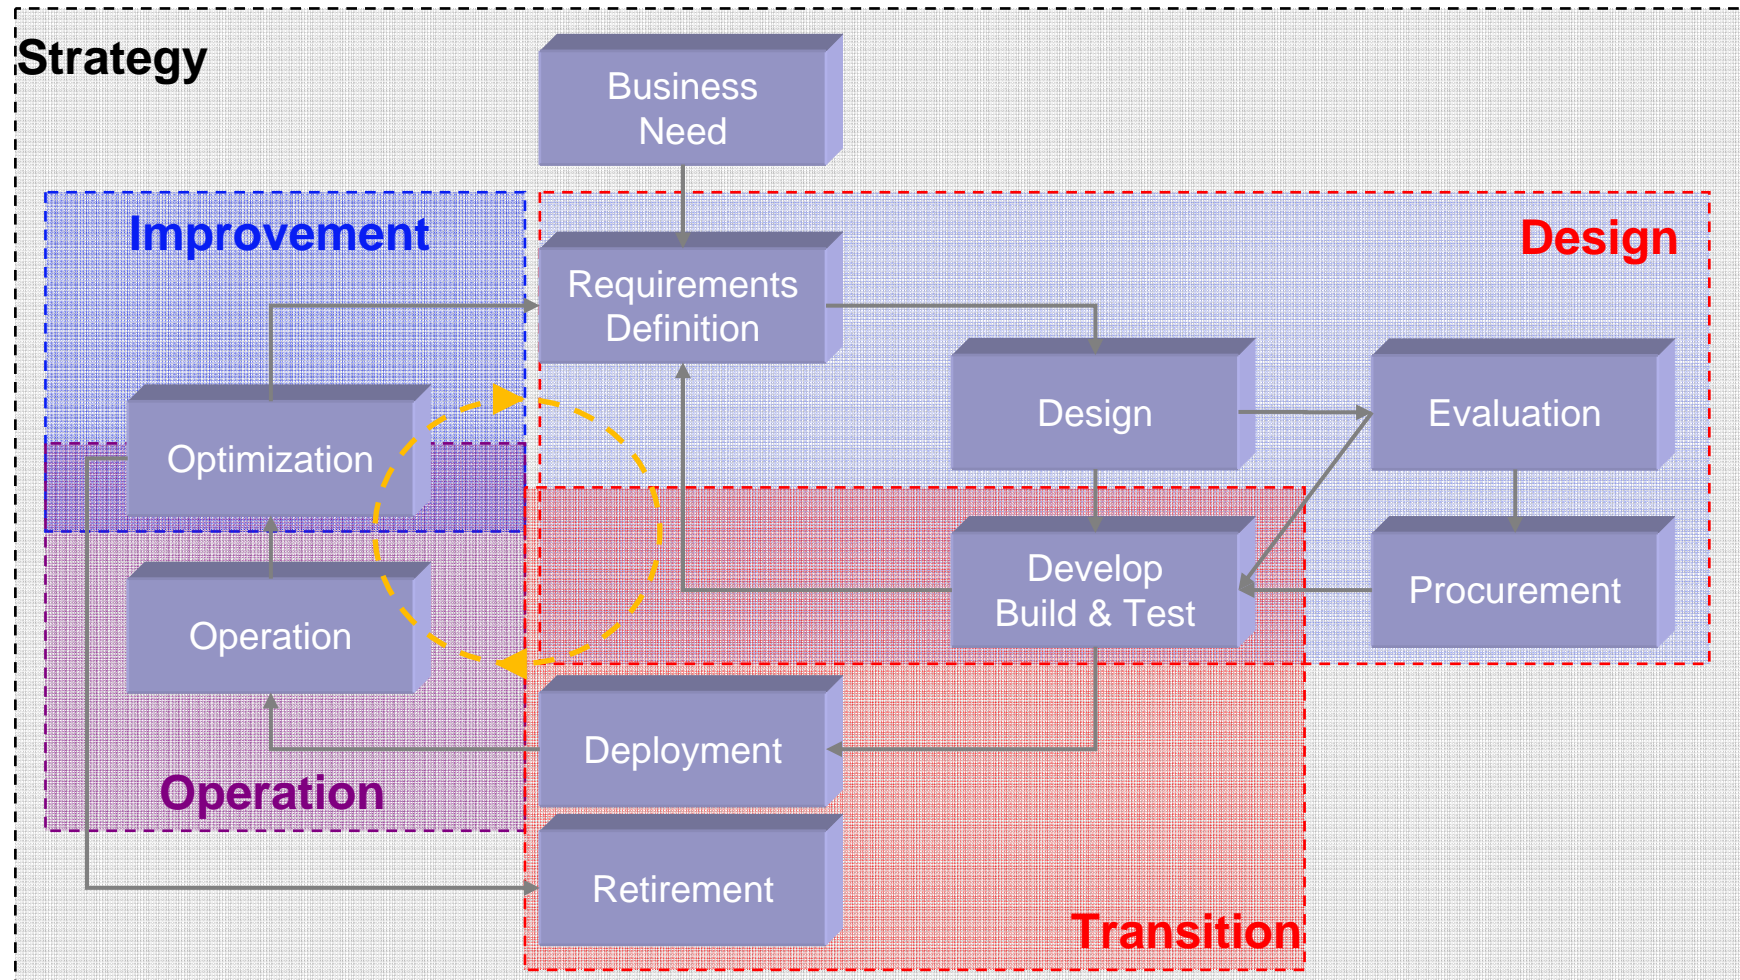 Strategy
Business
Need
Improvement
Design
Requirements
Definition
Design
Evaluation
Optimization
Develop
Build & Test
Procurement
Operation
Deployment
Operation
Retirement
Transition